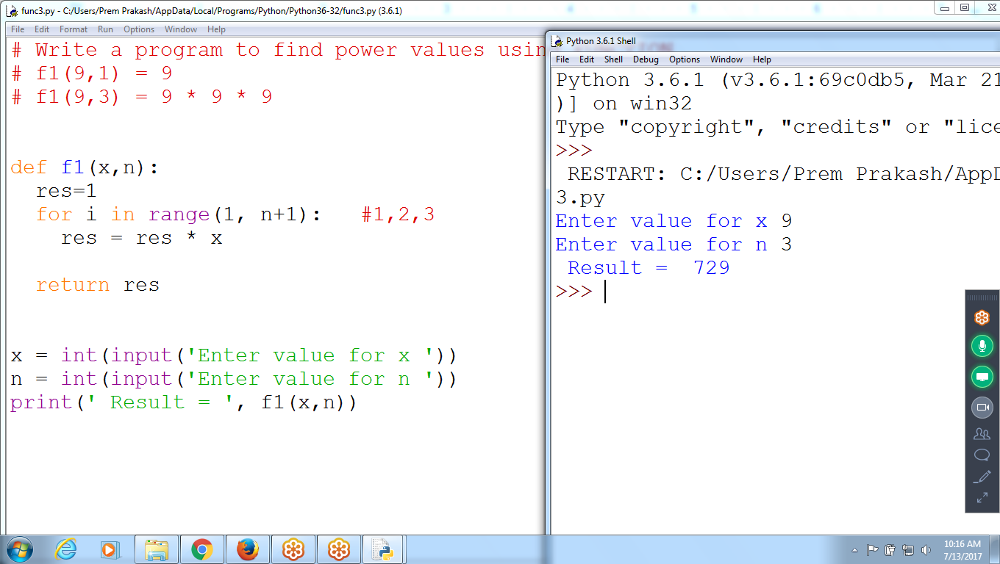 func3.py - C:/Users/Prem Prakash/AppData/Local/Programs/Python/Python36-32/func3.py (3.6.1)
File Edit Format Run Options Window Help
# Write a program to find power values usin
# f1(9,1) = 9
# f1(9,3) = 9 * 9 * 9
def f1(x,n):
res=1
for i in range(1, n+1): #1,2,3
res = res * x
return res
x = int(input('Enter value for x '))
n = int(input('Enter value for n '))
print(' Result = ', f1(x,n))
Python 3.6.1 Shell
File Edit Shell Debug Options Window Help
Python 3.6.1 (v3.6.1:69c0db5, Mar 21
)] on win32
Type "copyright", "credits" or "lice
>>>
RESTART: C:/Users/Prem Prakash/AppD
3.py
Enter value for x 9
Enter value for n 3
Result = 729
>>>
10:16 AM
7/13/2017